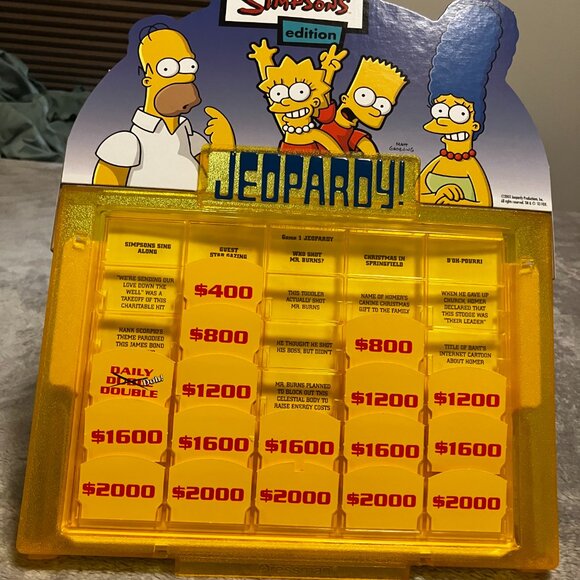 SIMPSONS
edition
MATT GROENING
JEOPARDY!
Game 1 JEOPARDY
SIMPSONS SING
ALONG
GUEST
STAR GAZING
WHO SHOT
MR. BURNS?
CHRISTMAS IN
SPRINGFIELD
D'OH-POURRI
"WE'RE SENDING OUR
LOVE DOWN THE
WELL" WAS A
TAKEOFF OF THIS
CHARITABLE HIT
$400
THIS TODDLER
ACTUALLY SHOT
MR. BURNS
NAME OF HOMER'S
CANINE CHRISTMAS
GIFT TO THE FAMILY
WHEN HE GAVE UP
CHURCH, HOMER
DECLARED THAT
THIS STOOGE WAS
"THEIR LEADER"
HANK SCORPIO'S
THEME PARODIED
THIS JAMES BOND
$800
HE THOUGHT HE SHOT
HIS BOSS, BUT DIDN'T
$800
TITLE OF BART'S
INTERNET CARTOON
ABOUT HOMER
DAILY
D'oh!
DOUBLE
$1200
MR. BURNS PLANNED
TO BLOCK OUT THIS
CELESTIAL BODY TO
RAISE ENERGY COSTS
$1200
$1200
$1600
$1600
$1600
$1600
$1600
$2000
$2000
$2000
$2000
$2000